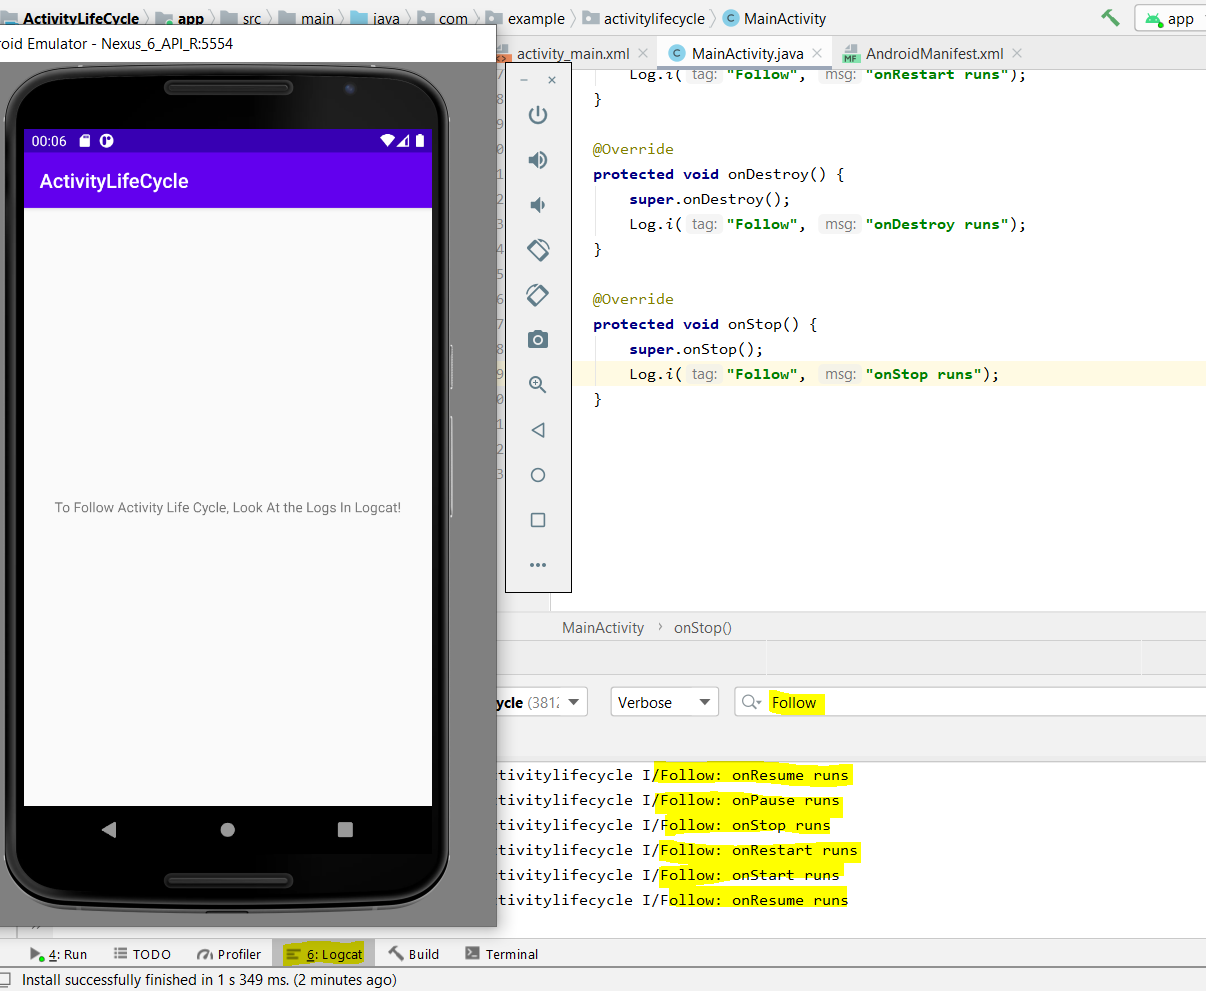 ActivityLifeCycle app src main java com example activitylifecycle MainActivity app
roid Emulator - Nexus_6_API_R:5554
activity_main.xml MainActivity.java AndroidManifest.xml
Log.i( tag: "Follow", msg: "onRestart runs");
}
@Override
protected void onDestroy() {
super.onDestroy();
Log.i( tag: "Follow", msg: "onDestroy runs");
}
@Override
protected void onStop() {
super.onStop();
Log.i( tag: "Follow", msg: "onStop runs");
}
00:06
ActivityLifeCycle
To Follow Activity Life Cycle, Look At the Logs In Logcat!
MainActivity › onStop()
ycle (3812 Verbose Follow
tivitylifecycle I/Follow: onResume runs
tivitylifecycle I/Follow: onPause runs
tivitylifecycle I/Follow: onStop runs
tivitylifecycle I/Follow: onRestart runs
tivitylifecycle I/Follow: onStart runs
tivitylifecycle I/Follow: onResume runs
4: Run TODO Profiler 6: Logcat Build Terminal
Install successfully finished in 1 s 349 ms. (2 minutes ago)